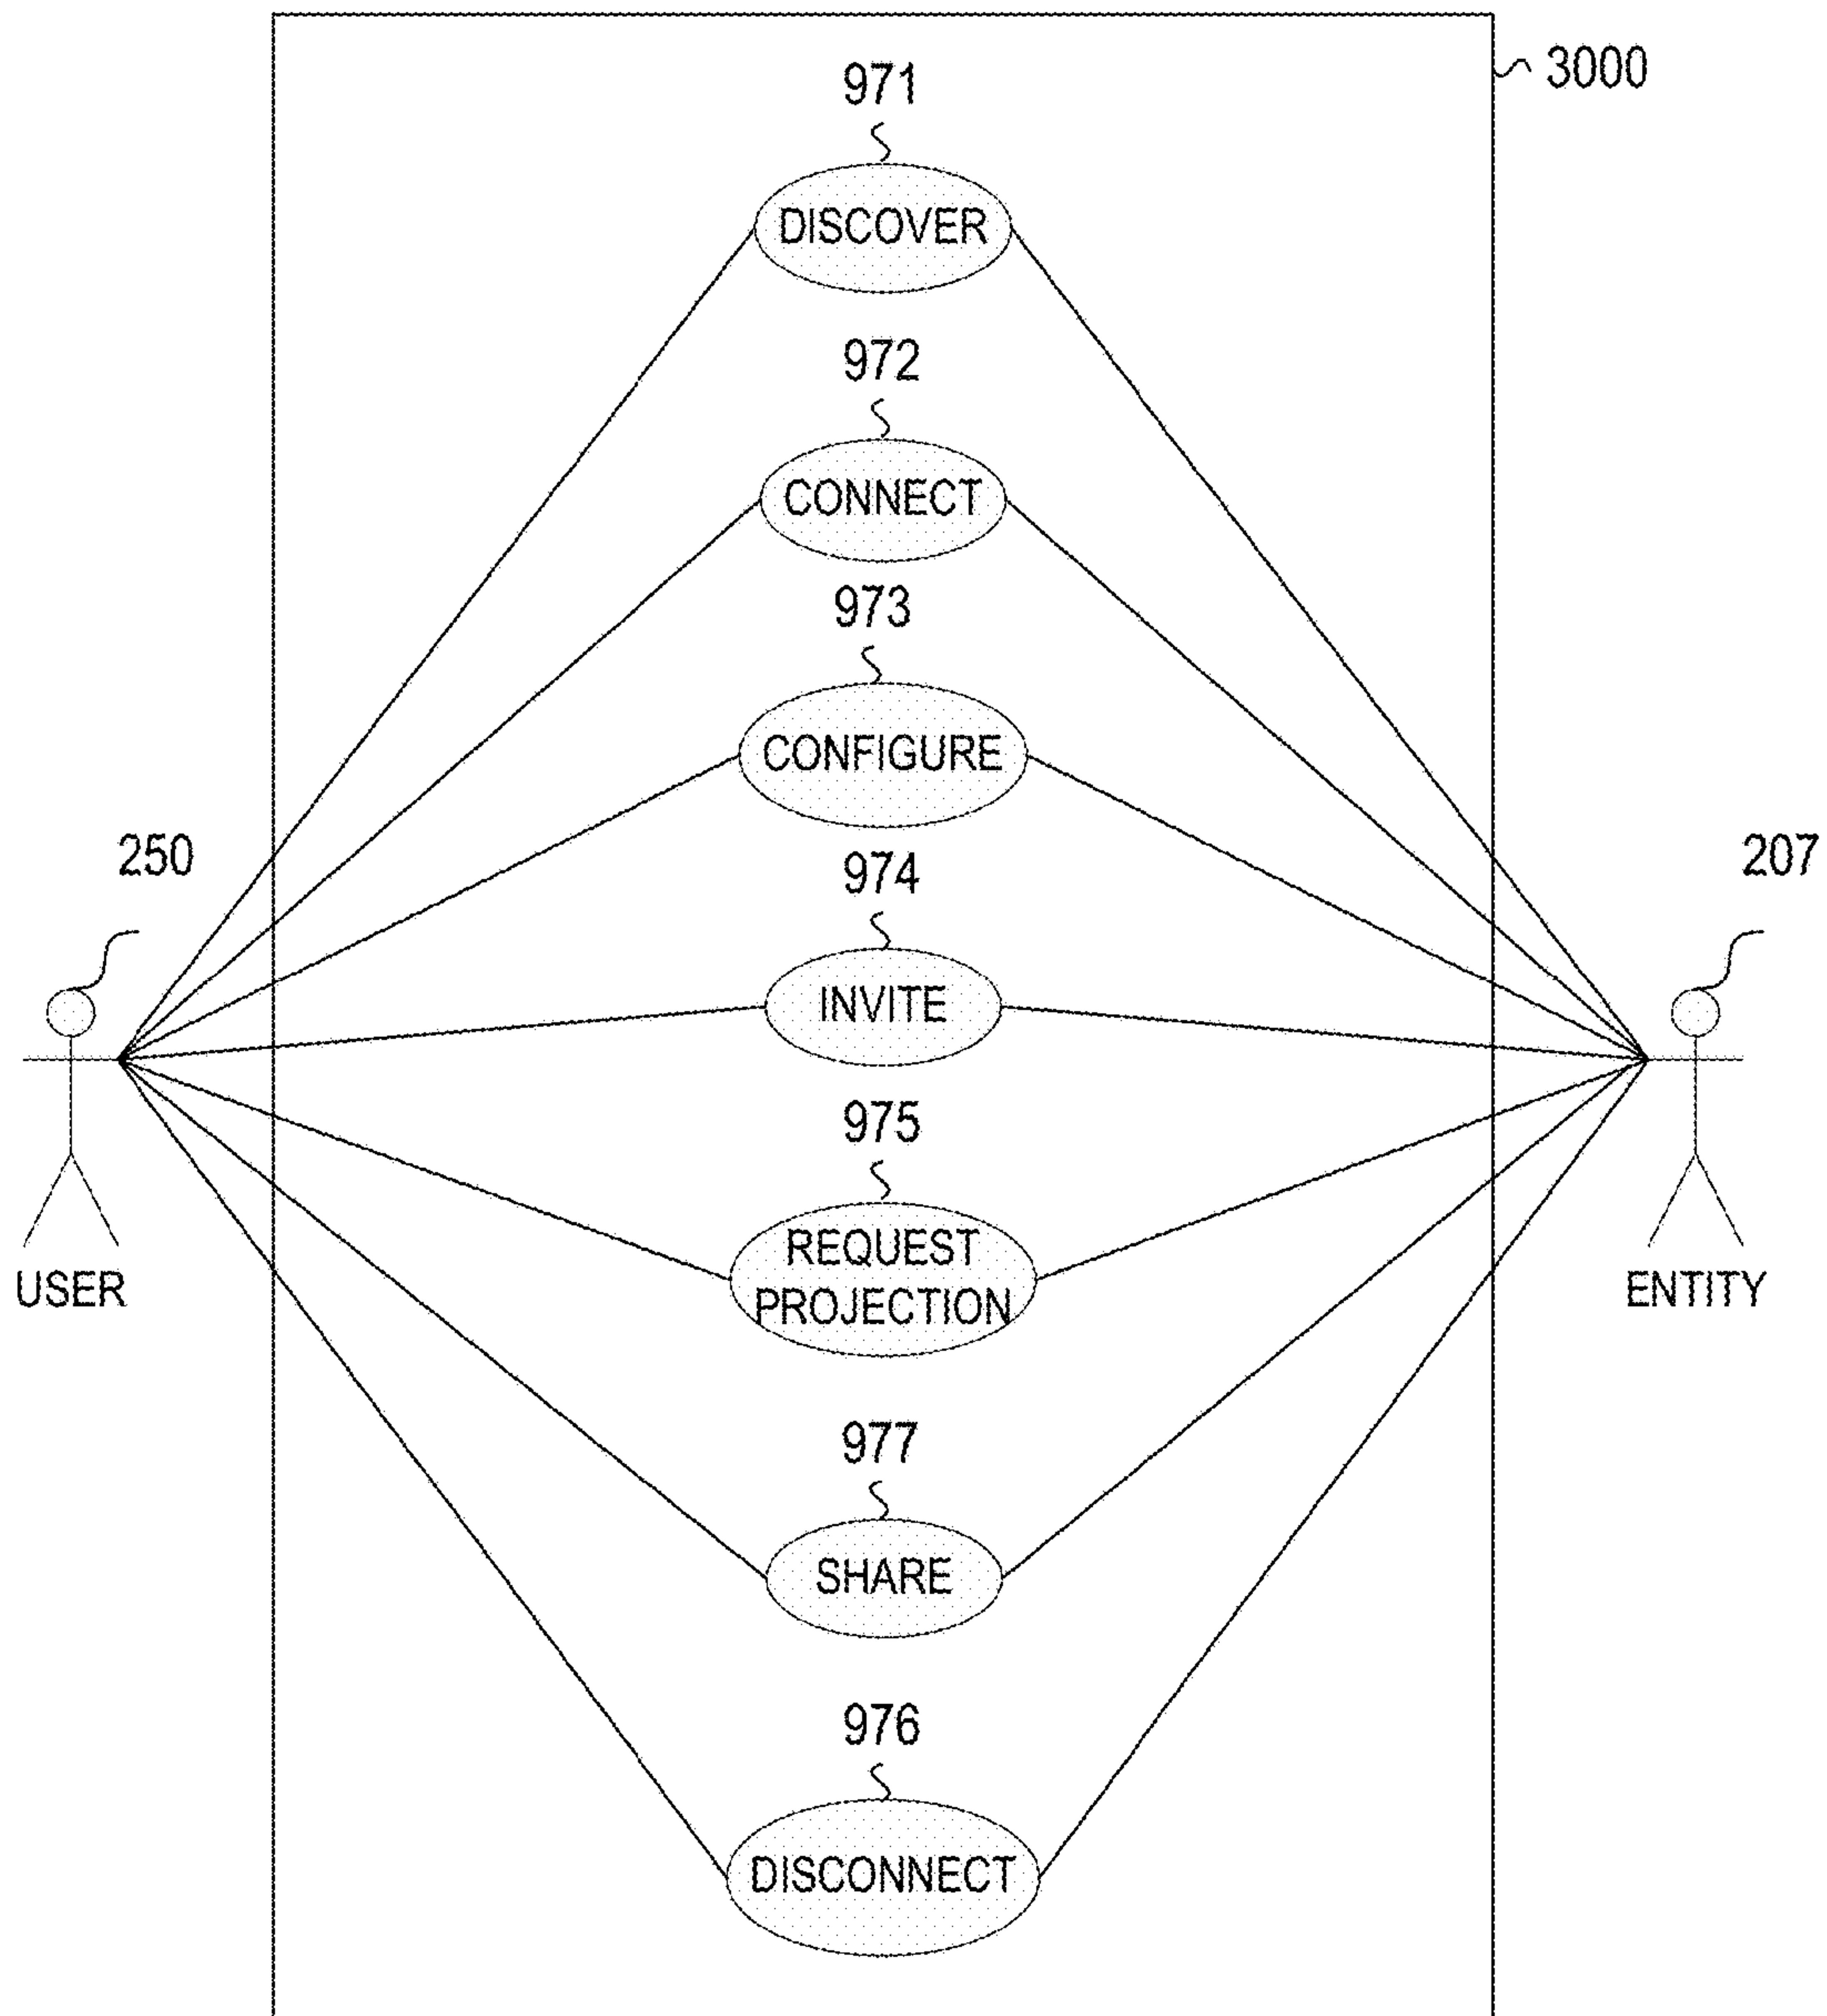 3000
971
DISCOVER
972
CONNECT
973
CONFIGURE
250
207
974
INVITE
975
REQUEST
PROJECTION
USER
ENTITY
977
SHARE
976
DISCONNECT